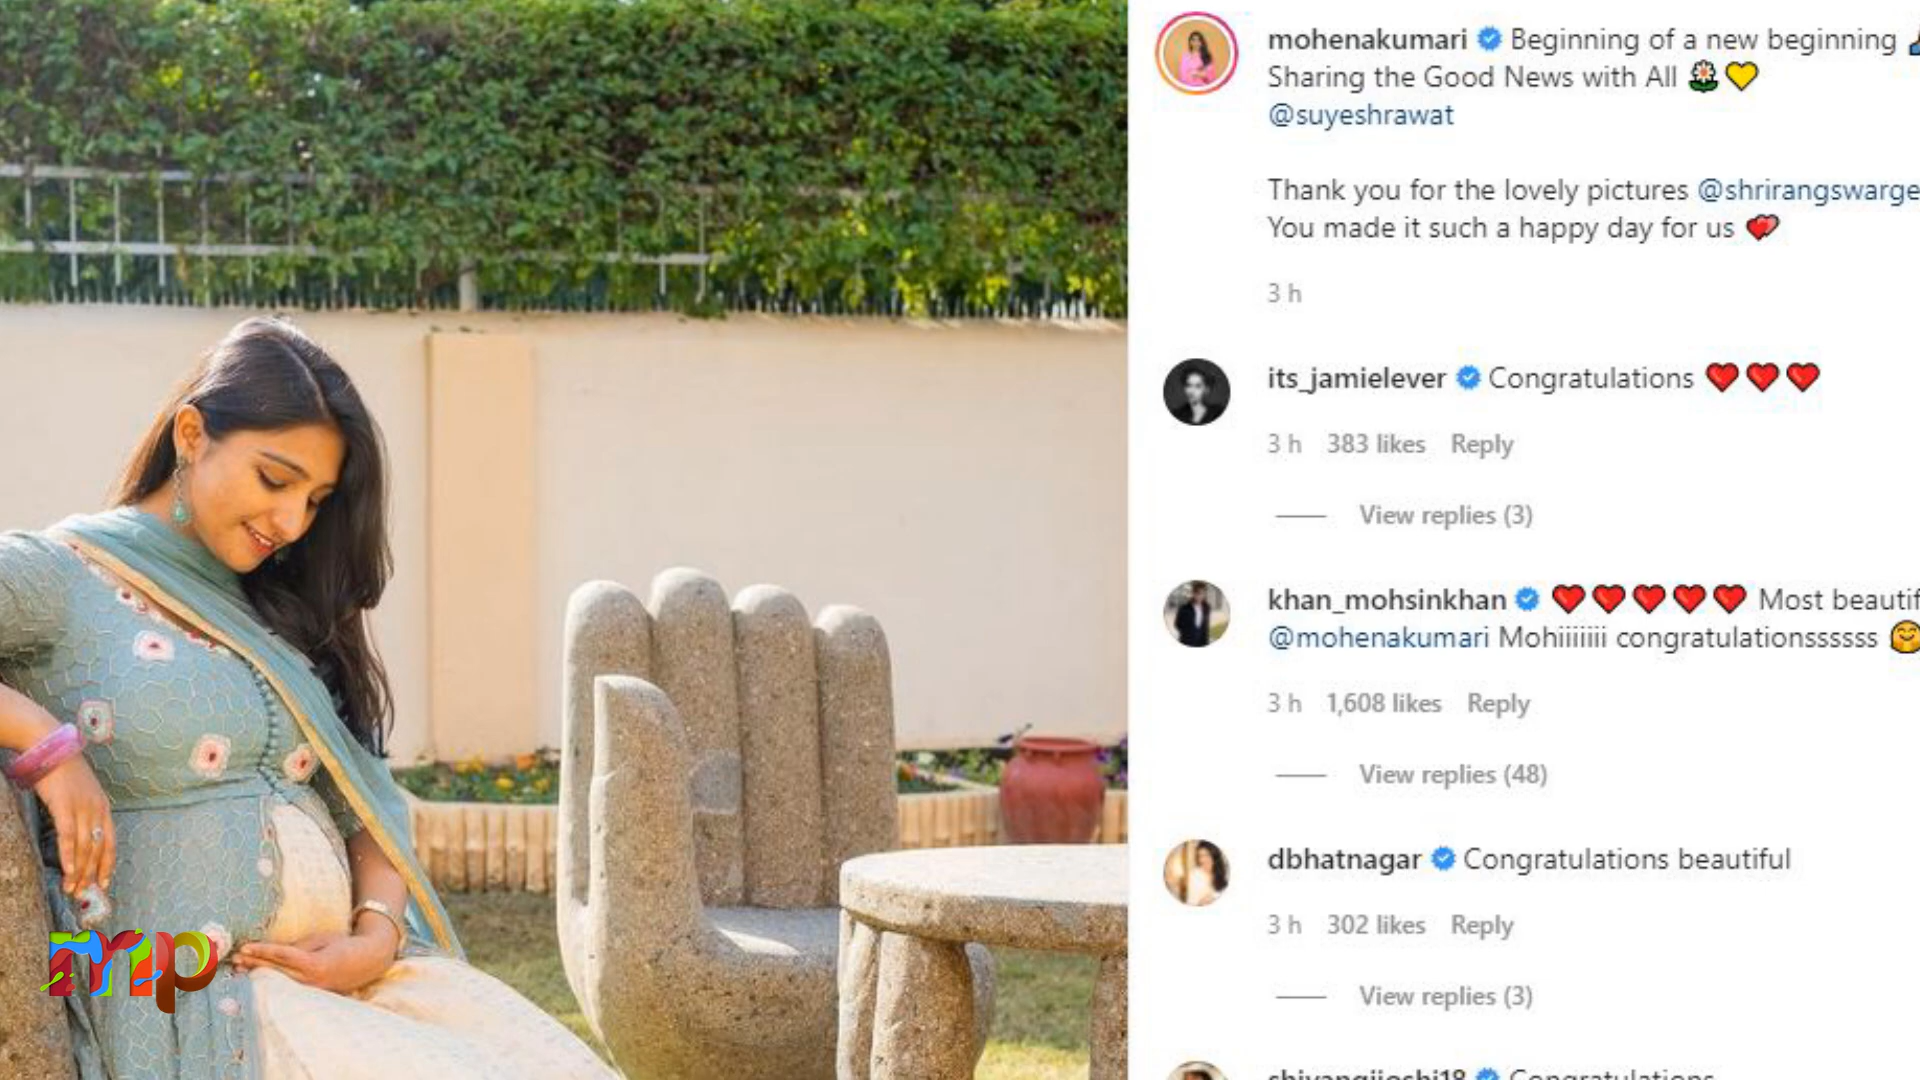 mohenakumari Beginning of a new beginning
Sharing the Good News with All
@suyeshrawat
Thank you for the lovely pictures @shrirangswarge
You made it such a happy day for us
3 h
its_jamielever Congratulations
3 h 383 likes Reply
View replies (3)
khan_mohsinkhan Most beautif
@mohenakumari Mohiiiiiii congratulationssssss
3 h 1,608 likes Reply
View replies (48)
dbhatnagar Congratulations beautiful
3 h 302 likes Reply
View replies (3)
shivangijoshi18 Congratulations
mp